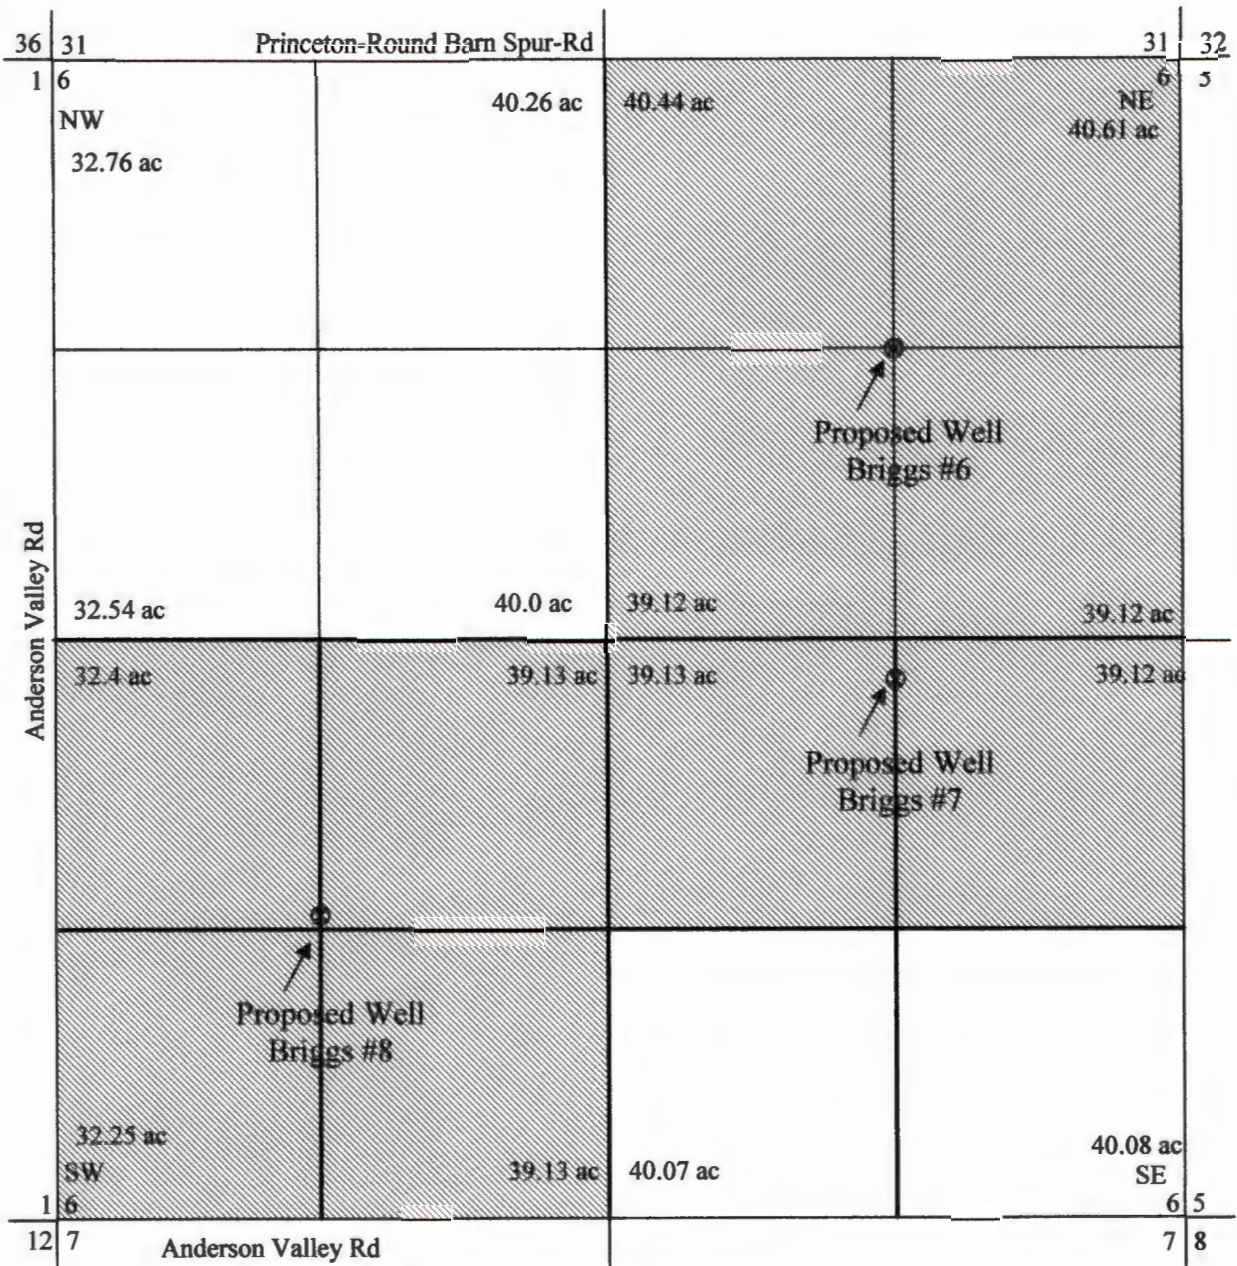 36 31 Princeton-Round Barn Spur-Rd 31 32
1 6 6 5
NW 40.26 ac 40.44 ac NE
32.76 ac 40.61 ac
Proposed Well
Briggs #6
Anderson Valley Rd
32.54 ac 40.0 ac 39.12 ac 39.12 ac
32.4 ac 39.13 ac 39.13 ac 39.12 ac
Proposed Well
Briggs #7
Proposed Well
Briggs #8
32.25 ac 40.08 ac
SW 39.13 ac 40.07 ac SE
1 6 6 5
12 7 Anderson Valley Rd 7 8